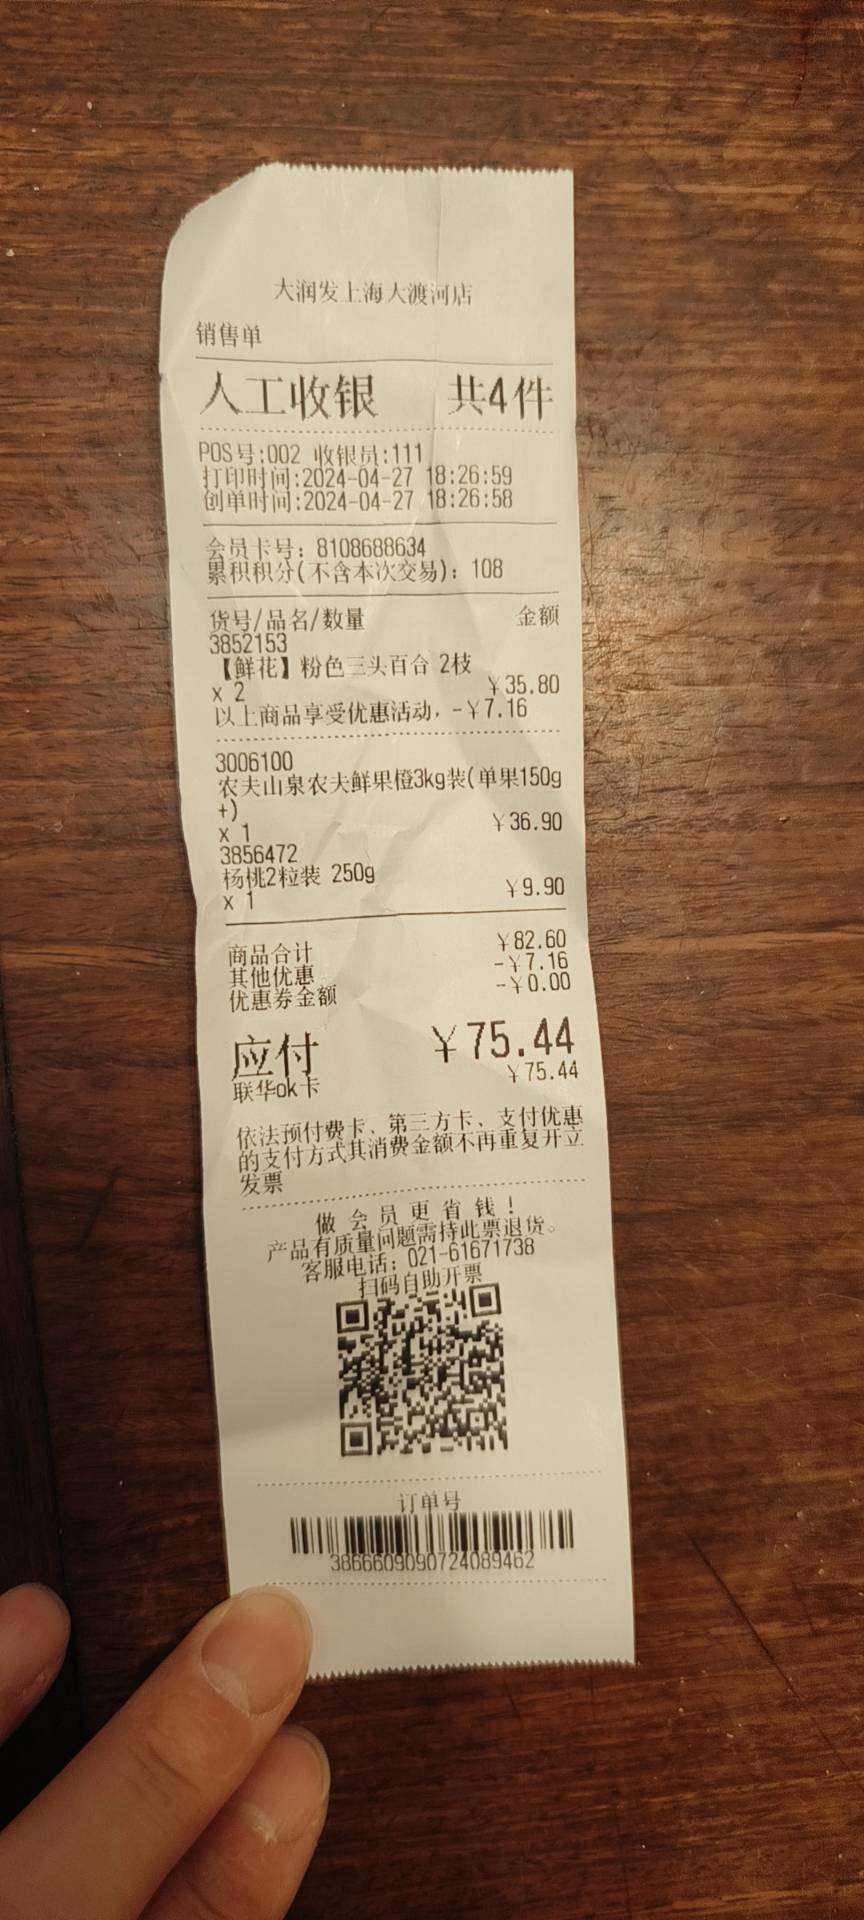 大润发上海大渡河店
销售单
人工收银 共4件
POS号:002 收银员:111
打印时间:2024-04-27 18:26:59
创单时间:2024-04-27 18:26:58
会员卡号: 8108688634
累积积分(不含本次交易): 108
货号/品名/数量 金额
3852153
【鲜花】粉色三头百合 2枝
x 2 ￥35.80
以上商品享受优惠活动，-￥7.16
3006100
农夫山泉农夫鲜果橙3kg装(单果150g
+)
x 1 ￥36.90
3856472
杨桃2粒装 250g
x 1 ￥9.90
商品合计 ￥82.60
其他优惠 -￥7.16
优惠券金额 -￥0.00
应付 ￥75.44
联华ok卡 ￥75.44
依法预付费卡、第三方卡、支付优惠
的支付方式其消费金额不再重复开立
发票
做 会 员 更 省 钱！
产品有质量问题需持此票退货。
客服电话: 021-61671738
扫码自助开票
订单号
3866609090724089462